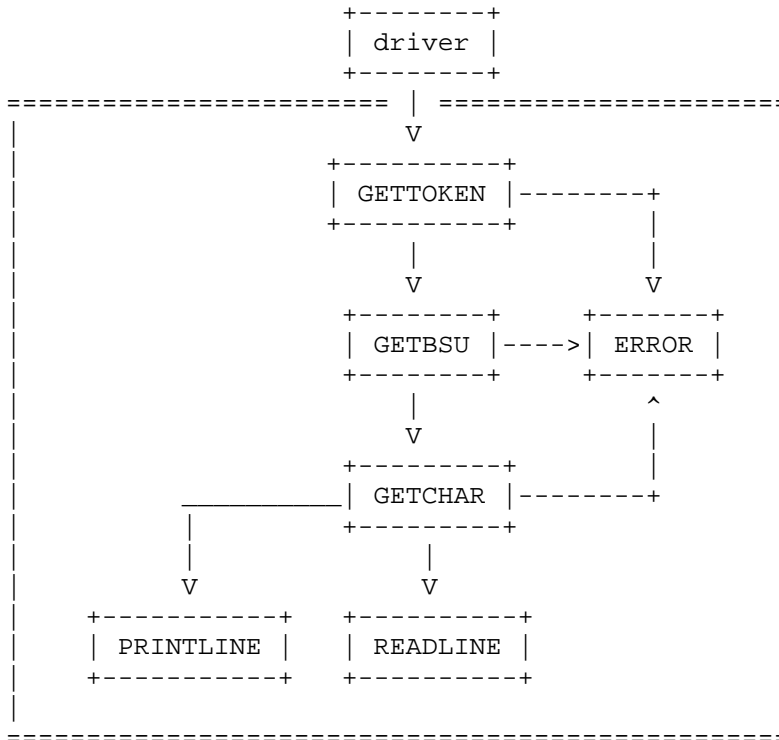 driver
GETTOKEN
GETBSU
ERROR
GETCHAR
PRINTLINE
READLINE